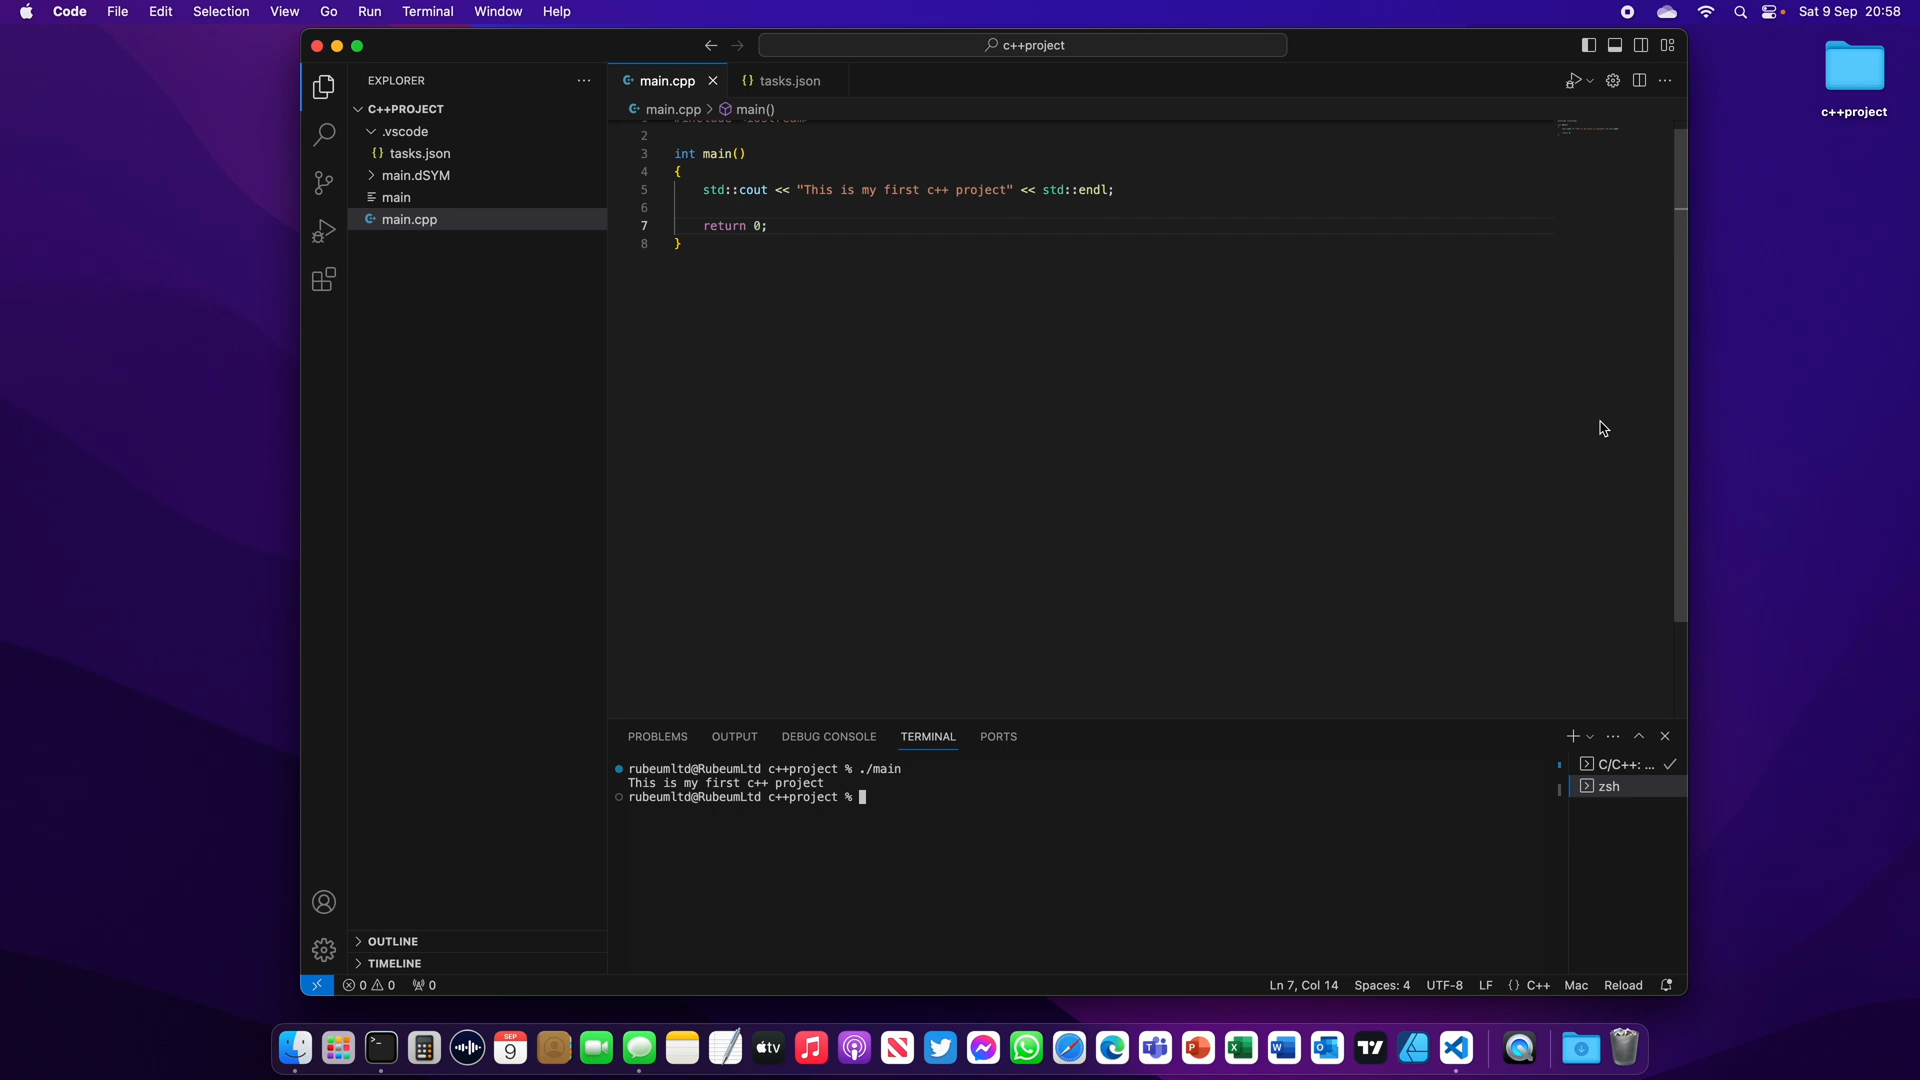 Code File Edit Selection View Go Run Terminal Window Help Sat 9 Sep 20:58
c++project
c++project
EXPLORER
main.cpp tasks.json
main.cpp > main()
C++PROJECT
.vscode
tasks.json
main.dSYM
main
main.cpp
2
3 int main()
4 {
5 std::cout << "This is my first c++ project" << std::endl;
6
7 return 0;
8 }
PROBLEMS OUTPUT DEBUG CONSOLE TERMINAL PORTS
rubeumltd@RubeumLtd c++project % ./main
This is my first c++ project
rubeumltd@RubeumLtd c++project %
C/C++: ...
zsh
OUTLINE
TIMELINE
0 0 0
Ln 7, Col 14 Spaces: 4 UTF-8 LF {} C++ Mac Reload
SEP
9
tv